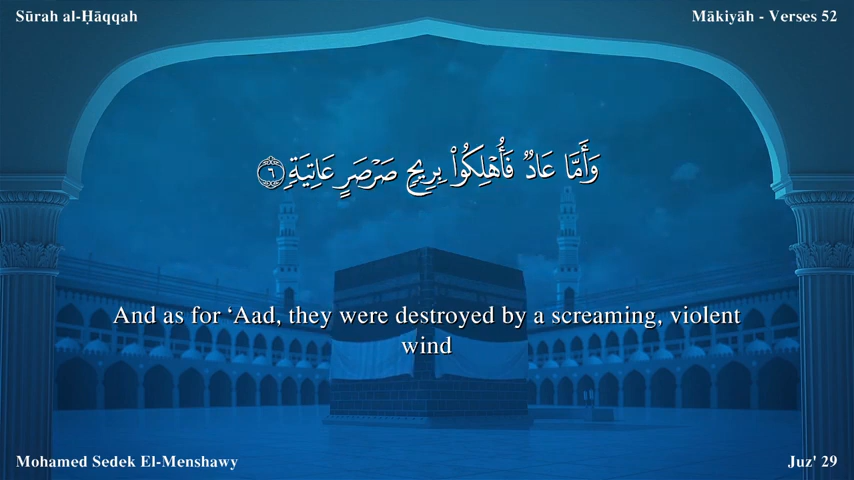 Sūrah al-Ḥāqqah
Mākiyāh - Verses 52
وَأَمَّا عَادٌ فَأُهْلِكُوا۟ بِرِيحٍ صَرْصَرٍ عَاتِيَةٍ ٦
And as for ‘Aad, they were destroyed by a screaming, violent
wind
Mohamed Sedek El-Menshawy
Juz' 29